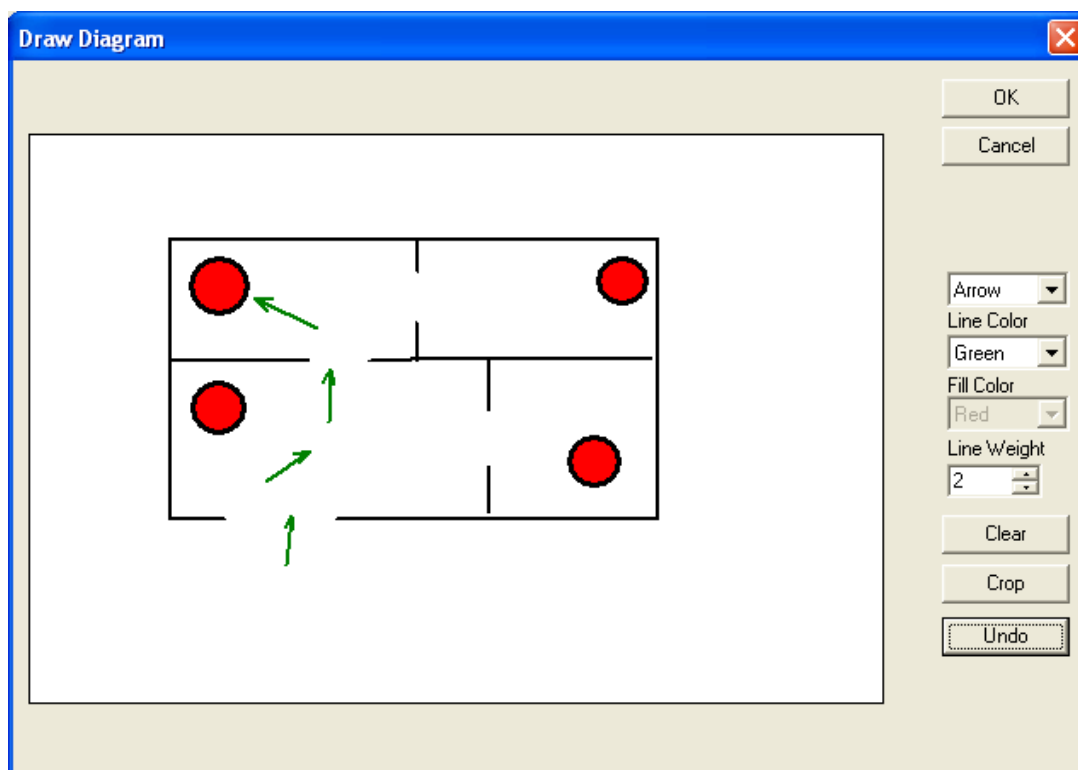 Draw Diagram
OK
Cancel
Arrow
Line Color
Green
Fill Color
Red
Line Weight
2
Clear
Crop
Undo